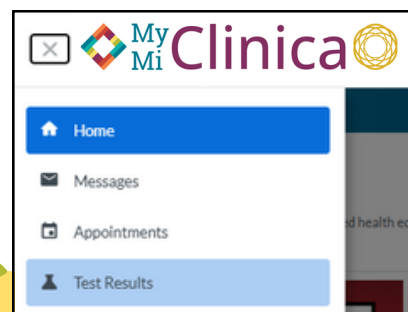 My
Mi Clinica
Home
Messages
Appointments
d health ed
Test Results